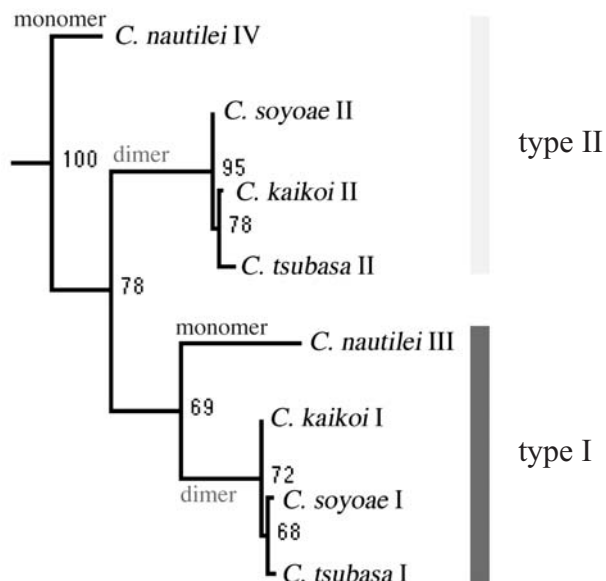 monomer
C. nautilei IV
C. soyoae II
type II
100
dimer
95
C. kaikoi II
78
C. tsubasa II
78
monomer
C. nautilei III
69
C. kaikoi I
type I
72
dimer
C. soyoae I
68
C. tsubasa I